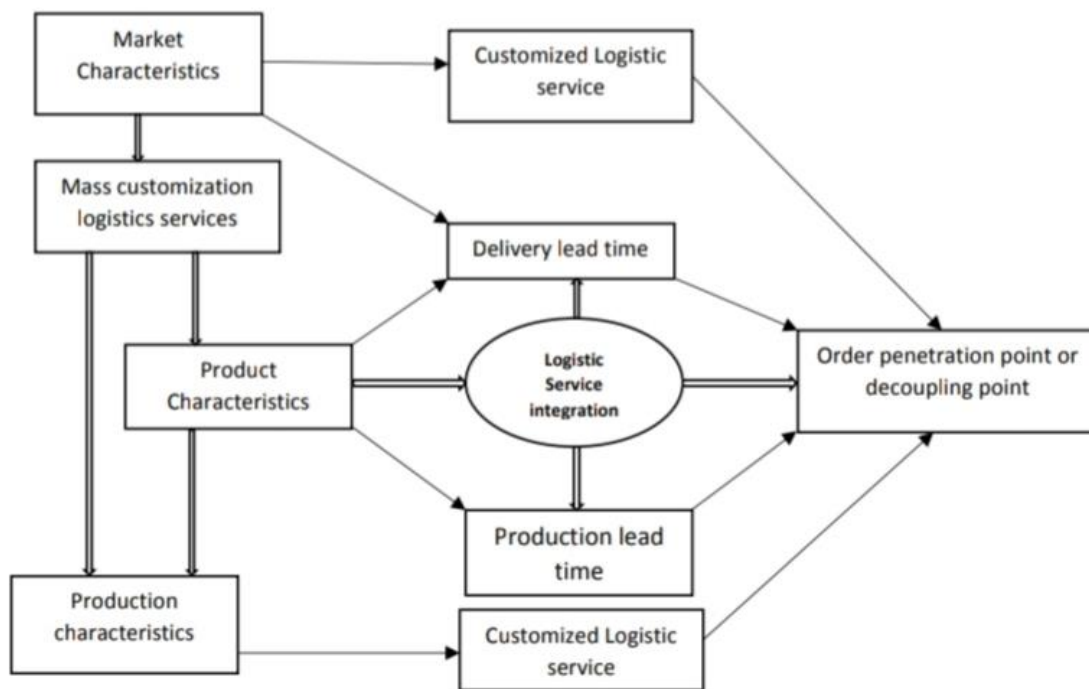 Market
Characteristics
Customized Logistic
service
Mass customization
logistics services
Delivery lead time
Product
Characteristics
Logistic
Service
integration
Order penetration point or
decoupling point
Production lead
time
Production
characteristics
Customized Logistic
service